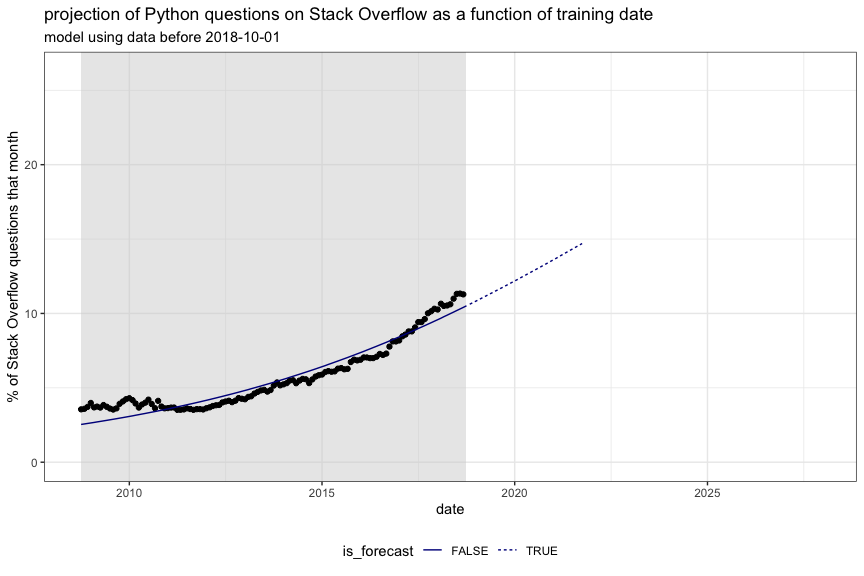 projection of Python questions on Stack Overflow as a function of training date
model using data before 2018-10-01
% of Stack Overflow questions that month
20
10
0
2010
2015
2020
2025
date
is_forecast FALSE TRUE